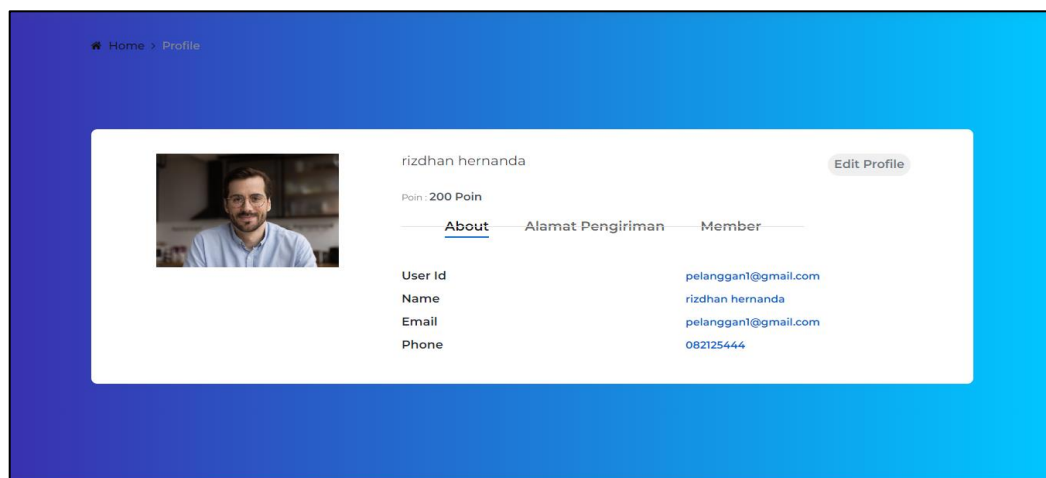 Home > Profile
rizdhan hernanda
Edit Profile
Poin : 200 Poin
About Alamat Pengiriman Member
User Id pelanggan1@gmail.com
Name rizdhan hernanda
Email pelanggan1@gmail.com
Phone 082125444